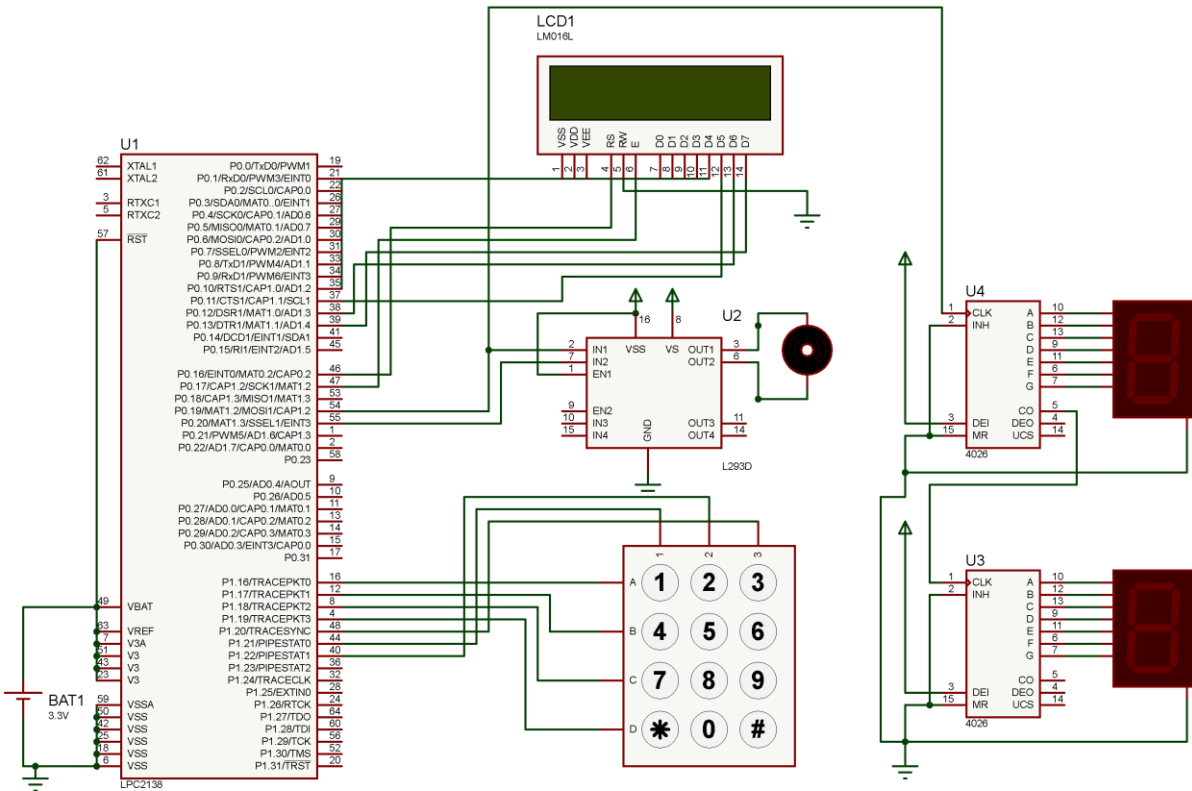 LCD1
LM016L
VSS VDD VEE RS RW E D0 D1 D2 D3 D4 D5 D6 D7
1 2 3 4 5 6 7 8 9 10 11 12 13 14
U1
62 XTAL1 P0.0/TxD0/PWM1 19
61 XTAL2 P0.1/RxD0/PWM3/EINT0 21
P0.2/SCL0/CAP0.0 22
3 RTXC1 P0.3/SDA0/MAT0..0/EINT1 26
5 RTXC2 P0.4/SCK0/CAP0.1/AD0.6 27
P0.5/MISO0/MAT0.1/AD0.7 29
57 RST P0.6/MOSI0/CAP0.2/AD1.0 30
P0.7/SSEL0/PWM2/EINT2 31
P0.8/TxD1/PWM4/AD1.1 33
P0.9/RxD1/PWM6/EINT3 34
P0.10/RTS1/CAP1.0/AD1.2 35
P0.11/CTS1/CAP1.1/SCL1 37
P0.12/DSR1/MAT1.0/AD1.3 38
P0.13/DTR1/MAT1.1/AD1.4 39
P0.14/DCD1/EINT1/SDA1 41
P0.15/RI1/EINT2/AD1.5 45
P0.16/EINT0/MAT0.2/CAP0.2 46
P0.17/CAP1.2/SCK1/MAT1.2 47
P0.18/CAP1.3/MISO1/MAT1.3 53
P0.19/MAT1.2/MOSI1/CAP1.2 54
P0.20/MAT1.3/SSEL1/EINT3 55
P0.21/PWM5/AD1.6/CAP1.3 1
P0.22/AD1.7/CAP0.0/MAT0.0 2
P0.23 58
P0.25/AD0.4/AOUT 9
P0.26/AD0.5 10
P0.27/AD0.0/CAP0.1/MAT0.1 11
P0.28/AD0.1/CAP0.2/MAT0.2 13
P0.29/AD0.2/CAP0.3/MAT0.3 14
P0.30/AD0.3/EINT3/CAP0.0 15
P0.31 17
P1.16/TRACEPKT0 16
P1.17/TRACEPKT1 12
49 VBAT P1.18/TRACEPKT2 8
P1.19/TRACEPKT3 4
63 VREF P1.20/TRACESYNC 48
7 V3A P1.21/PIPESTAT0 44
51 V3 P1.22/PIPESTAT1 40
43 V3 P1.23/PIPESTAT2 36
23 V3 P1.24/TRACECLK 32
P1.25/EXTIN0 28
59 VSSA P1.26/RTCK 24
50 VSS P1.27/TDO 64
42 VSS P1.28/TDI 60
25 VSS P1.29/TCK 56
18 VSS P1.30/TMS 52
6 VSS P1.31/TRST 20
LPC2138
BAT1
3.3V
U2
16 8
VSS VS
2 IN1 OUT1 3
7 IN2 OUT2 6
1 EN1
9 EN2
10 IN3 OUT3 11
15 IN4 OUT4 14
GND
L293D
1 2 3
A 1 2 3
B 4 5 6
C 7 8 9
D * 0 #
U4
1 CLK A 10
2 INH B 12
C 13
D 9
E 11
F 6
G 7
CO 5
3 DEI DEO 4
15 MR UCS 14
4026
U3
1 CLK A 10
2 INH B 12
C 13
D 9
E 11
F 6
G 7
CO 5
3 DEI DEO 4
15 MR UCS 14
4026